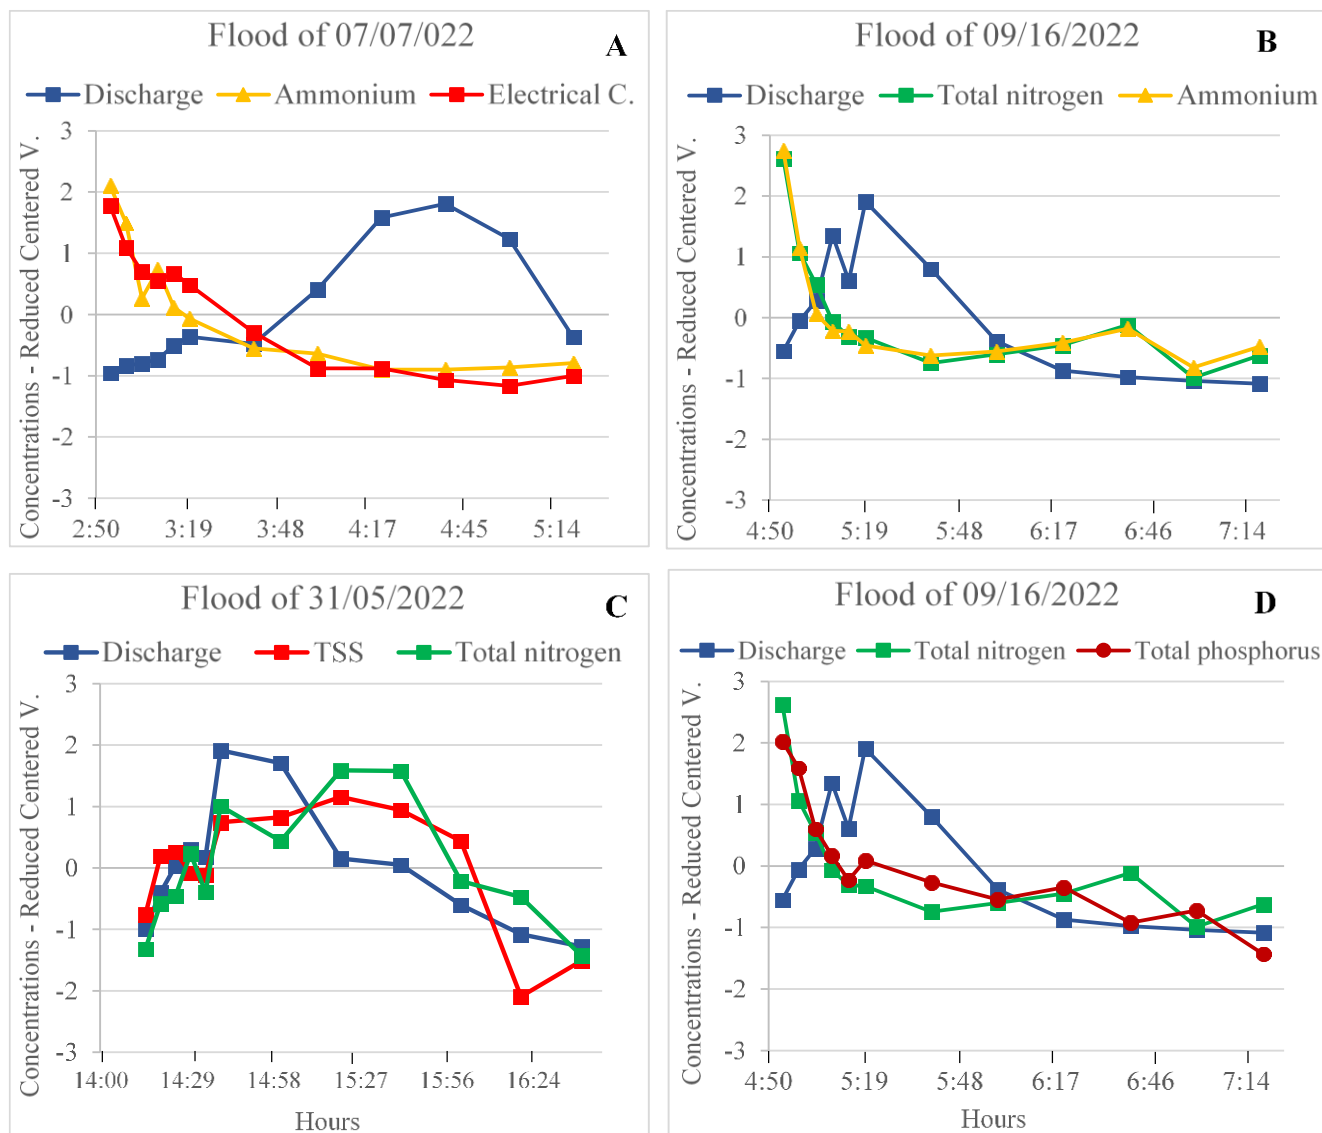 Flood of 07/07/022 A
Discharge Ammonium Electrical C.
Concentrations - Reduced Centered V.
3
2
1
0
-1
-2
-3
2:50 3:19 3:48 4:17 4:45 5:14
Flood of 09/16/2022 B
Discharge Total nitrogen Ammonium
Concentrations - Reduced Centered V.
3
2
1
0
-1
-2
-3
4:50 5:19 5:48 6:17 6:46 7:14
Flood of 31/05/2022 C
Discharge TSS Total nitrogen
Concentrations - Reduced Centered V.
3
2
1
0
-1
-2
-3
14:00 14:29 14:58 15:27 15:56 16:24
Hours
Flood of 09/16/2022 D
Discharge Total nitrogen Total phosphorus
Concentrations - Reduced Centered V.
3
2
1
0
-1
-2
-3
4:50 5:19 5:48 6:17 6:46 7:14
Hours